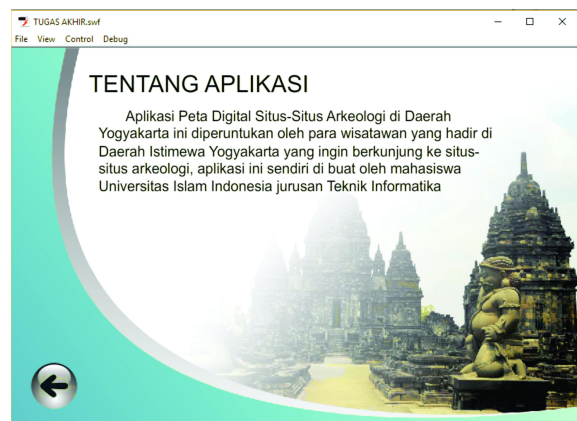 TUGAS AKHIR.swf
File View Control Debug
TENTANG APLIKASI
Aplikasi Peta Digital Situs-Situs Arkeologi di Daerah
Yogyakarta ini diperuntukan oleh para wisatawan yang hadir di
Daerah Istimewa Yogyakarta yang ingin berkunjung ke situs-
situs arkeologi, aplikasi ini sendiri di buat oleh mahasiswa
Universitas Islam Indonesia jurusan Teknik Informatika